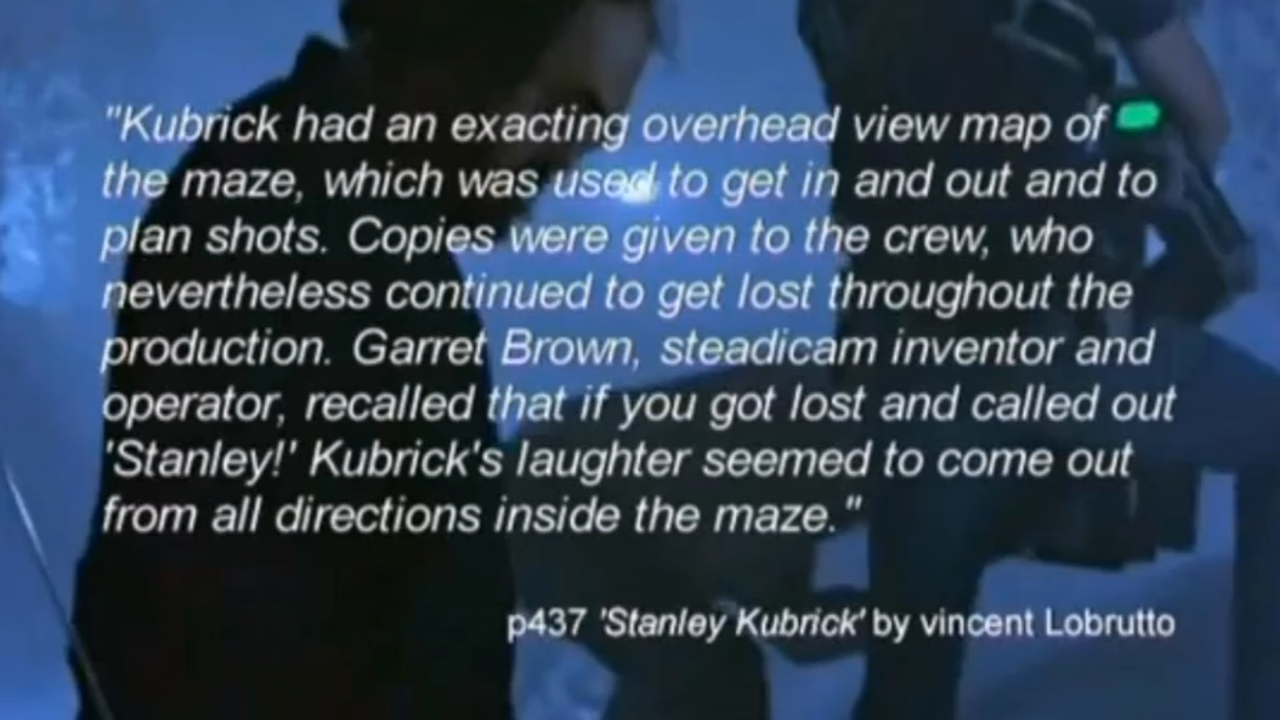 "Kubrick had an exacting overhead view map of
the maze, which was used to get in and out and to
plan shots. Copies were given to the crew, who
nevertheless continued to get lost throughout the
production. Garret Brown, steadicam inventor and
operator, recalled that if you got lost and called out
'Stanley!' Kubrick's laughter seemed to come out
from all directions inside the maze."
p437 'Stanley Kubrick' by vincent Lobrutto